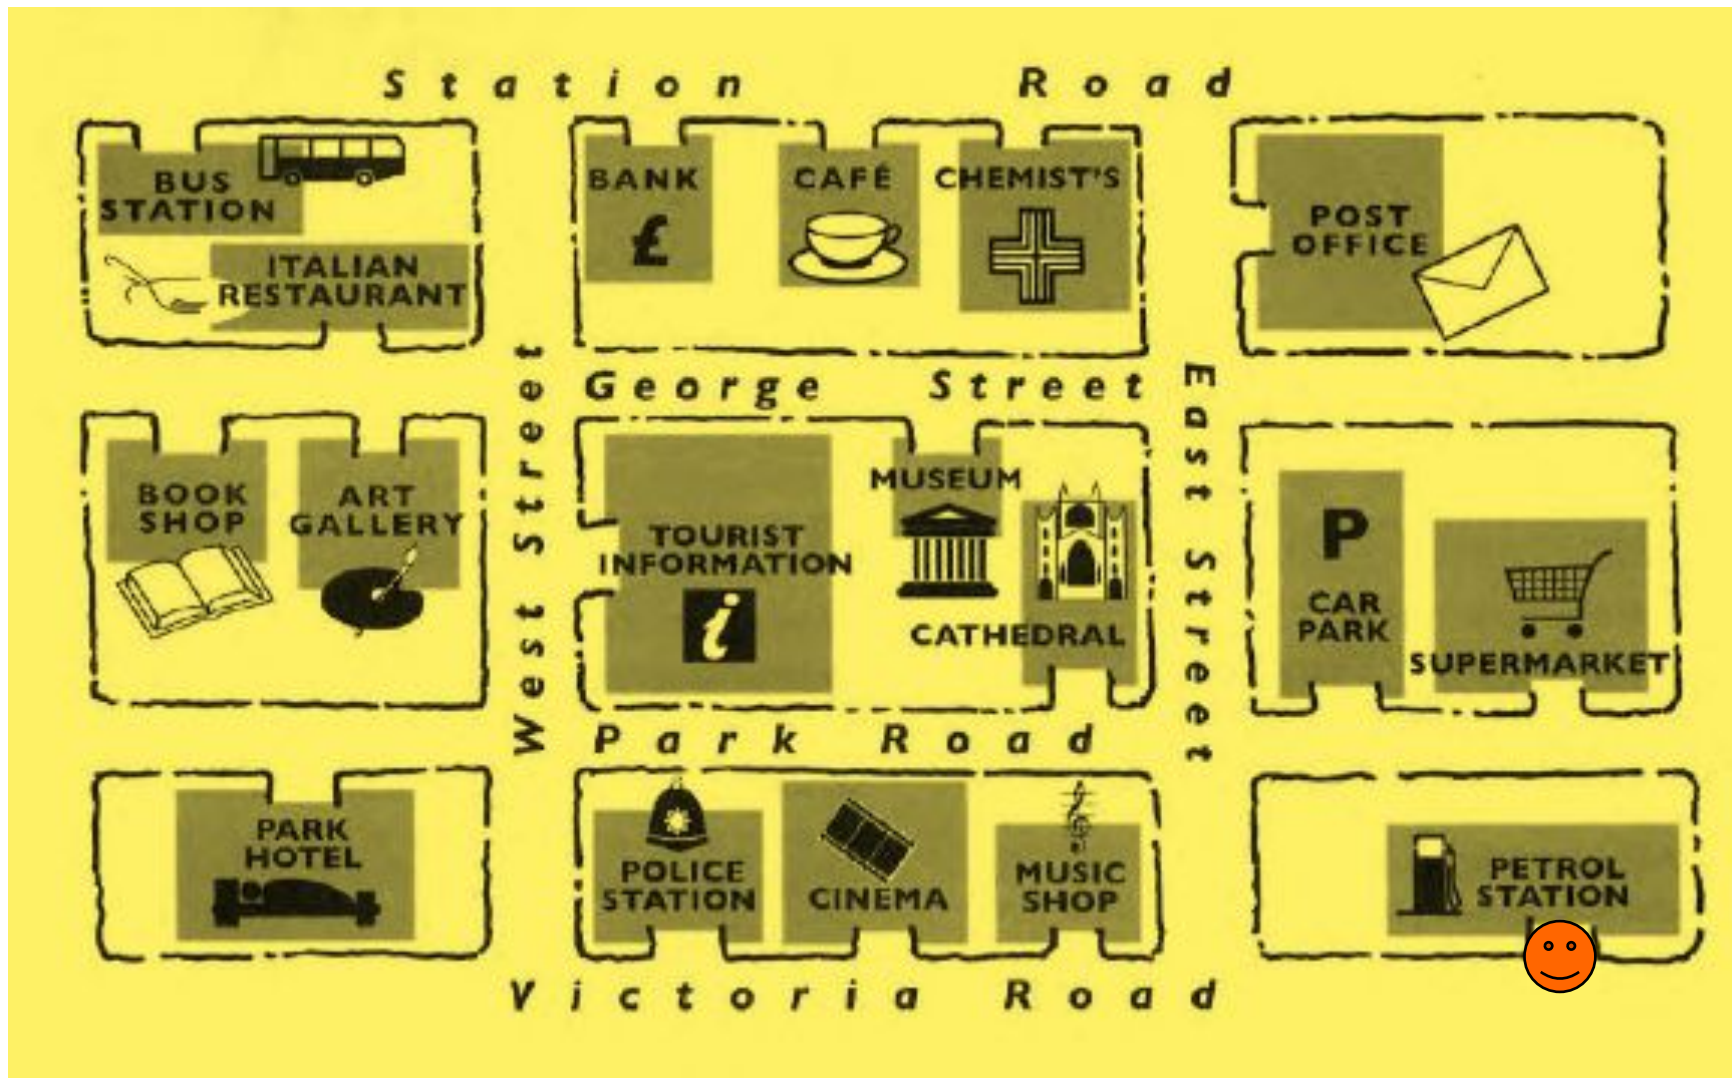 Station Road
BUS
STATION
ITALIAN
RESTAURANT
BANK
£
CAFÉ
CHEMIST'S
POST
OFFICE
West Street
George Street
East Street
BOOK
SHOP
ART
GALLERY
TOURIST
INFORMATION
i
MUSEUM
CATHEDRAL
P
CAR
PARK
SUPERMARKET
Park Road
PARK
HOTEL
POLICE
STATION
CINEMA
MUSIC
SHOP
PETROL
STATION
Victoria Road